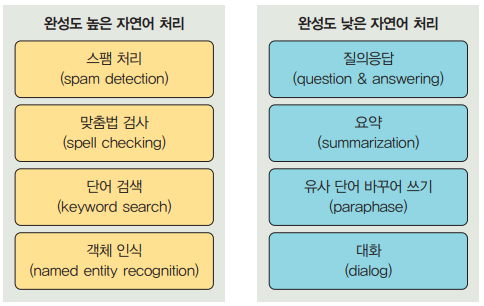 완성도 높은 자연어 처리
스팸 처리
(spam detection)
맞춤법 검사
(spell checking)
단어 검색
(keyword search)
객체 인식
(named entity recognition)
완성도 낮은 자연어 처리
질의응답
(question & answering)
요약
(summarization)
유사 단어 바꾸어 쓰기
(paraphase)
대화
(dialog)